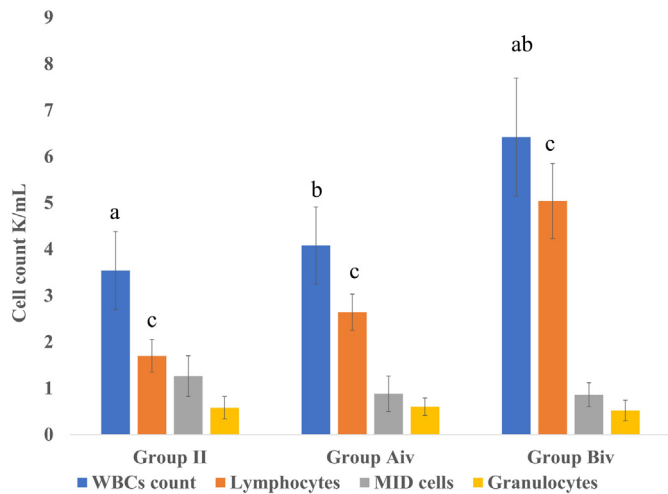 9
8
7
6
5
4
3
2
1
0
Cell count K/mL
a
c
b
c
ab
c
Group II Group Aiv Group Biv
WBCs count Lymphocytes MID cells Granulocytes